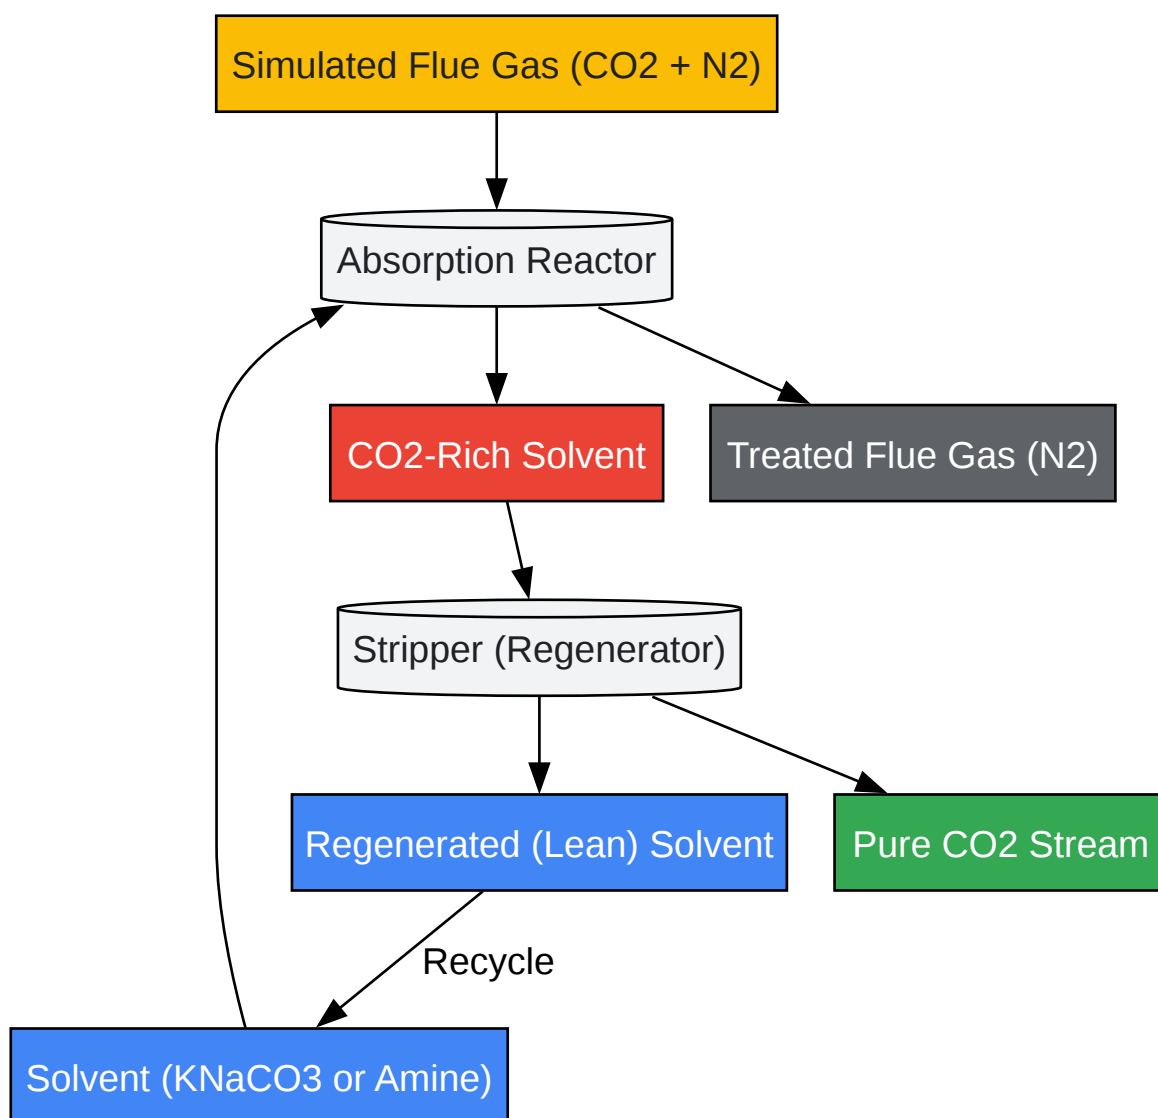 Simulated Flue Gas (CO2 + N2)
Absorption Reactor
CO2-Rich Solvent
Treated Flue Gas (N2)
Stripper (Regenerator)
Regenerated (Lean) Solvent
Pure CO2 Stream
Recycle
Solvent (KNaCO3 or Amine)